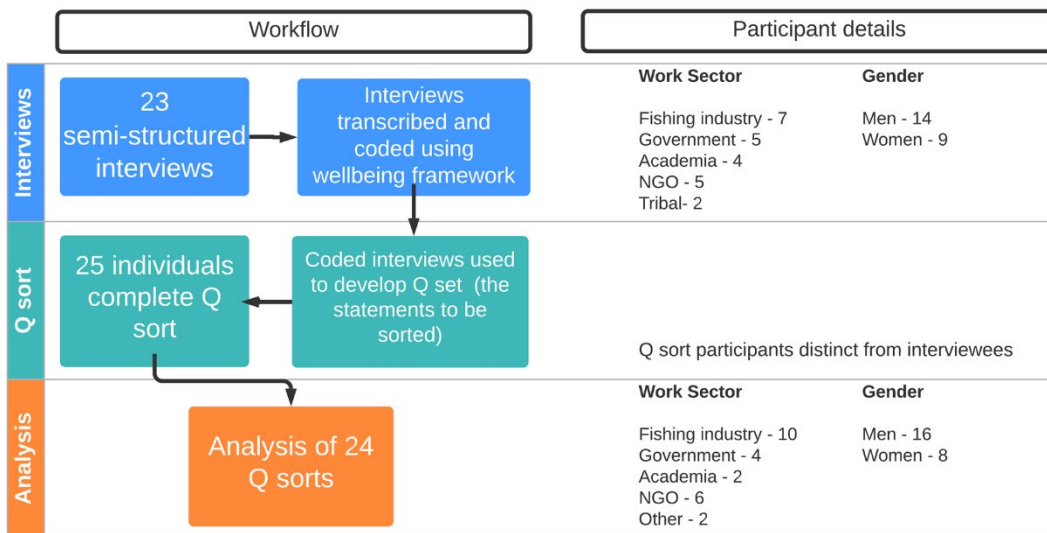 Workflow
Participant details
Interviews
23
semi-structured
interviews
Interviews
transcribed and
coded using
wellbeing framework
Work Sector
Fishing industry - 7
Government - 5
Academia - 4
NGO - 5
Tribal- 2
Gender
Men - 14
Women - 9
Q sort
25 individuals
complete Q
sort
Coded interviews used
to develop Q set (the
statements to be
sorted)
Q sort participants distinct from interviewees
Analysis
Analysis of 24
Q sorts
Work Sector
Fishing industry - 10
Government - 4
Academia - 2
NGO - 6
Other - 2
Gender
Men - 16
Women - 8